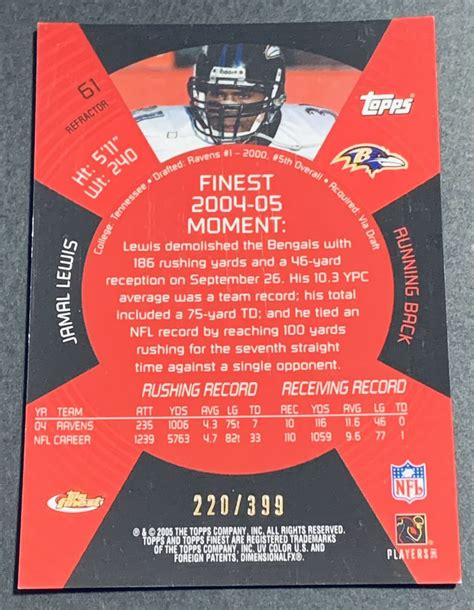 61
REFRACTOR
Topps
Ht: 5'11"
Wt: 240
College: Tennessee • Drafted: Ravens #1 – 2000, #5th Overall • Acquired: Via Draft
JAMAL LEWIS
RUNNING BACK
FINEST
2004-05
MOMENT:
Lewis demolished the Bengals with
186 rushing yards and a 46-yard
reception on September 26. His 10.3 YPC
average was a team record; his total
included a 75-yard TD; and he tied an
NFL record by reaching 100 yards
rushing for the seventh straight
time against a single opponent.
RUSHING RECORD RECEIVING RECORD
YR TEAM ATT YDS AVG LG TD REC YDS AVG LG TD
04 RAVENS 235 1006 4.3 75t 7 10 116 11.6 46 0
NFL CAREER 1239 5763 4.7 82t 33 110 1059 9.6 77 1
finest
NFL
220/399
® & © 2005 THE TOPPS COMPANY, INC. ALL RIGHTS RESERVED.
TOPPS AND TOPPS FINEST ARE REGISTERED TRADEMARKS
OF THE TOPPS COMPANY, INC. UV COLOR U.S. AND
FOREIGN PATENTS, DIMENSIONALFX®.
PLAYERS INC